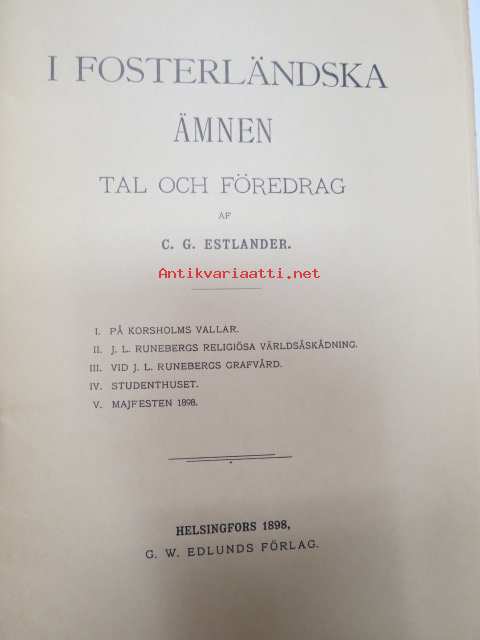 I FOSTERLÄNDSKA
ÄMNEN
TAL OCH FÖREDRAG
AF
C. G. ESTLANDER.
Antikvariaatti.net
I. PÅ KORSHOLMS VALLAR.
II. J. L. RUNEBERGS RELIGIÖSA VÄRLDSÅSKÅDNING.
III. VID J. L. RUNEBERGS GRAFVÅRD.
IV. STUDENTHUSET.
V. MAJFESTEN 1898.
HELSINGFORS 1898,
G. W. EDLUNDS FÖRLAG.